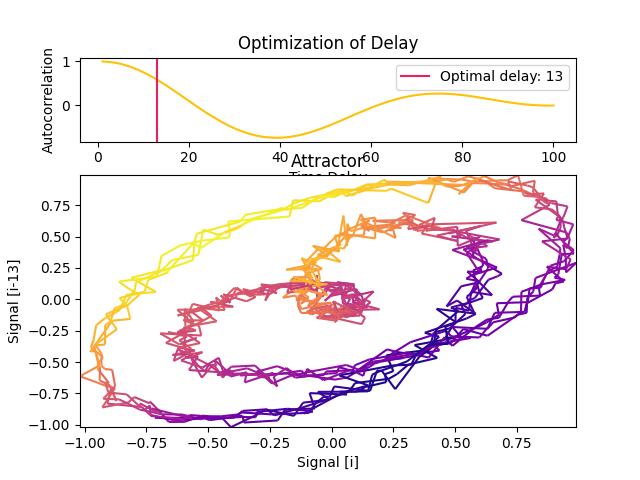 Optimization of Delay
Autocorrelation
1
0
Optimal delay: 13
0 20 40 60 80 100
Attractor
Signal [i-13]
0.75
0.50
0.25
0.00
−0.25
−0.50
−0.75
−1.00
−1.00 −0.75 −0.50 −0.25 0.00 0.25 0.50 0.75
Signal [i]